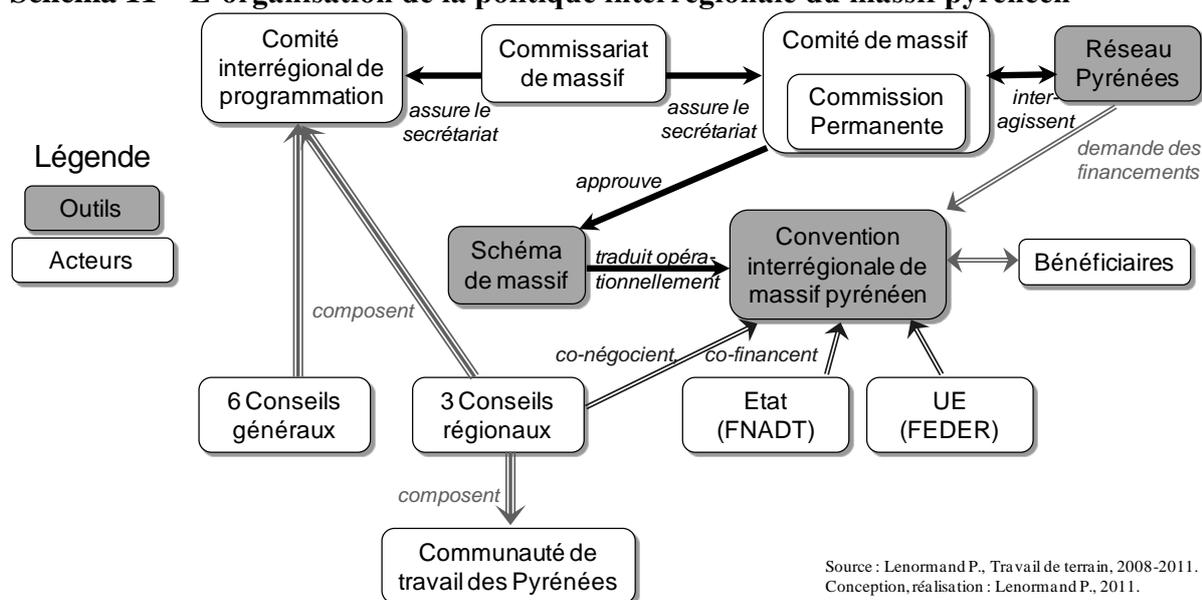 Schéma 11 – L'organisation de la politique interrégionale du massif pyrénéen
Comité
interrégional de
programmation
Commissariat
de massif
Comité de massif
Commission
Permanente
Réseau
Pyrénées
assure le
secrétariat
assure le
secrétariat
inter-
agissent
demande des
financements
Légende
Outils
Acteurs
approuve
Schéma
de massif
traduit opéra-
tionnellement
Convention
interrégionale de
massif pyrénéen
Bénéficiaires
composent
co-négocient, co-financent
6 Conseils
généraux
3 Conseils
régionaux
Etat
(FNADT)
UE
(FEDER)
composent
Communauté de
travail des Pyrénées
Source : Lenormand P., Travail de terrain, 2008-2011.
Conception, réalisation : Lenormand P., 2011.